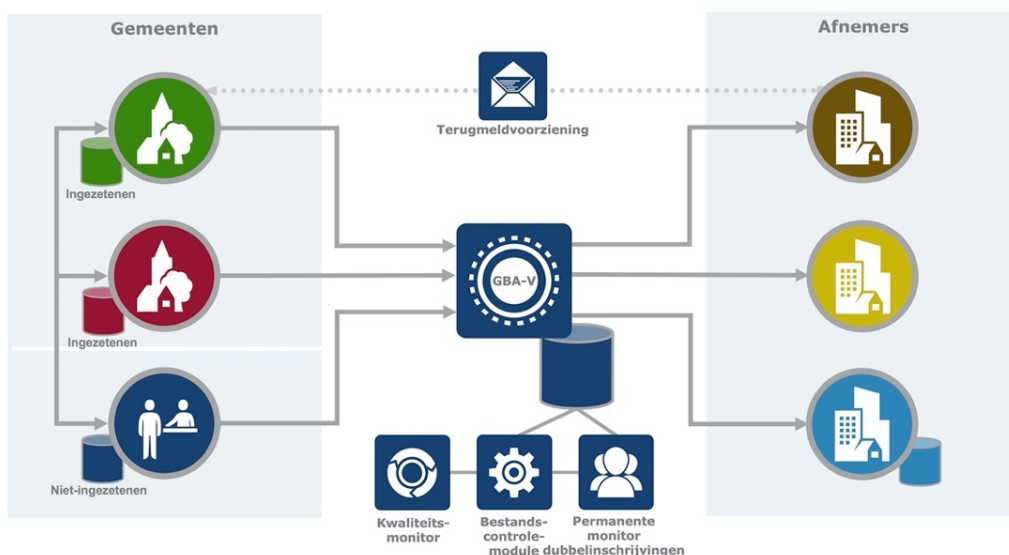 Gemeenten
Afnemers
Terugmeldvoorziening
Ingezetenen
GBA-V
Ingezetenen
Niet-ingezetenen
Kwaliteits-
monitor
Bestands-
controle-
module
Permanente
monitor
dubbelinschrijvingen